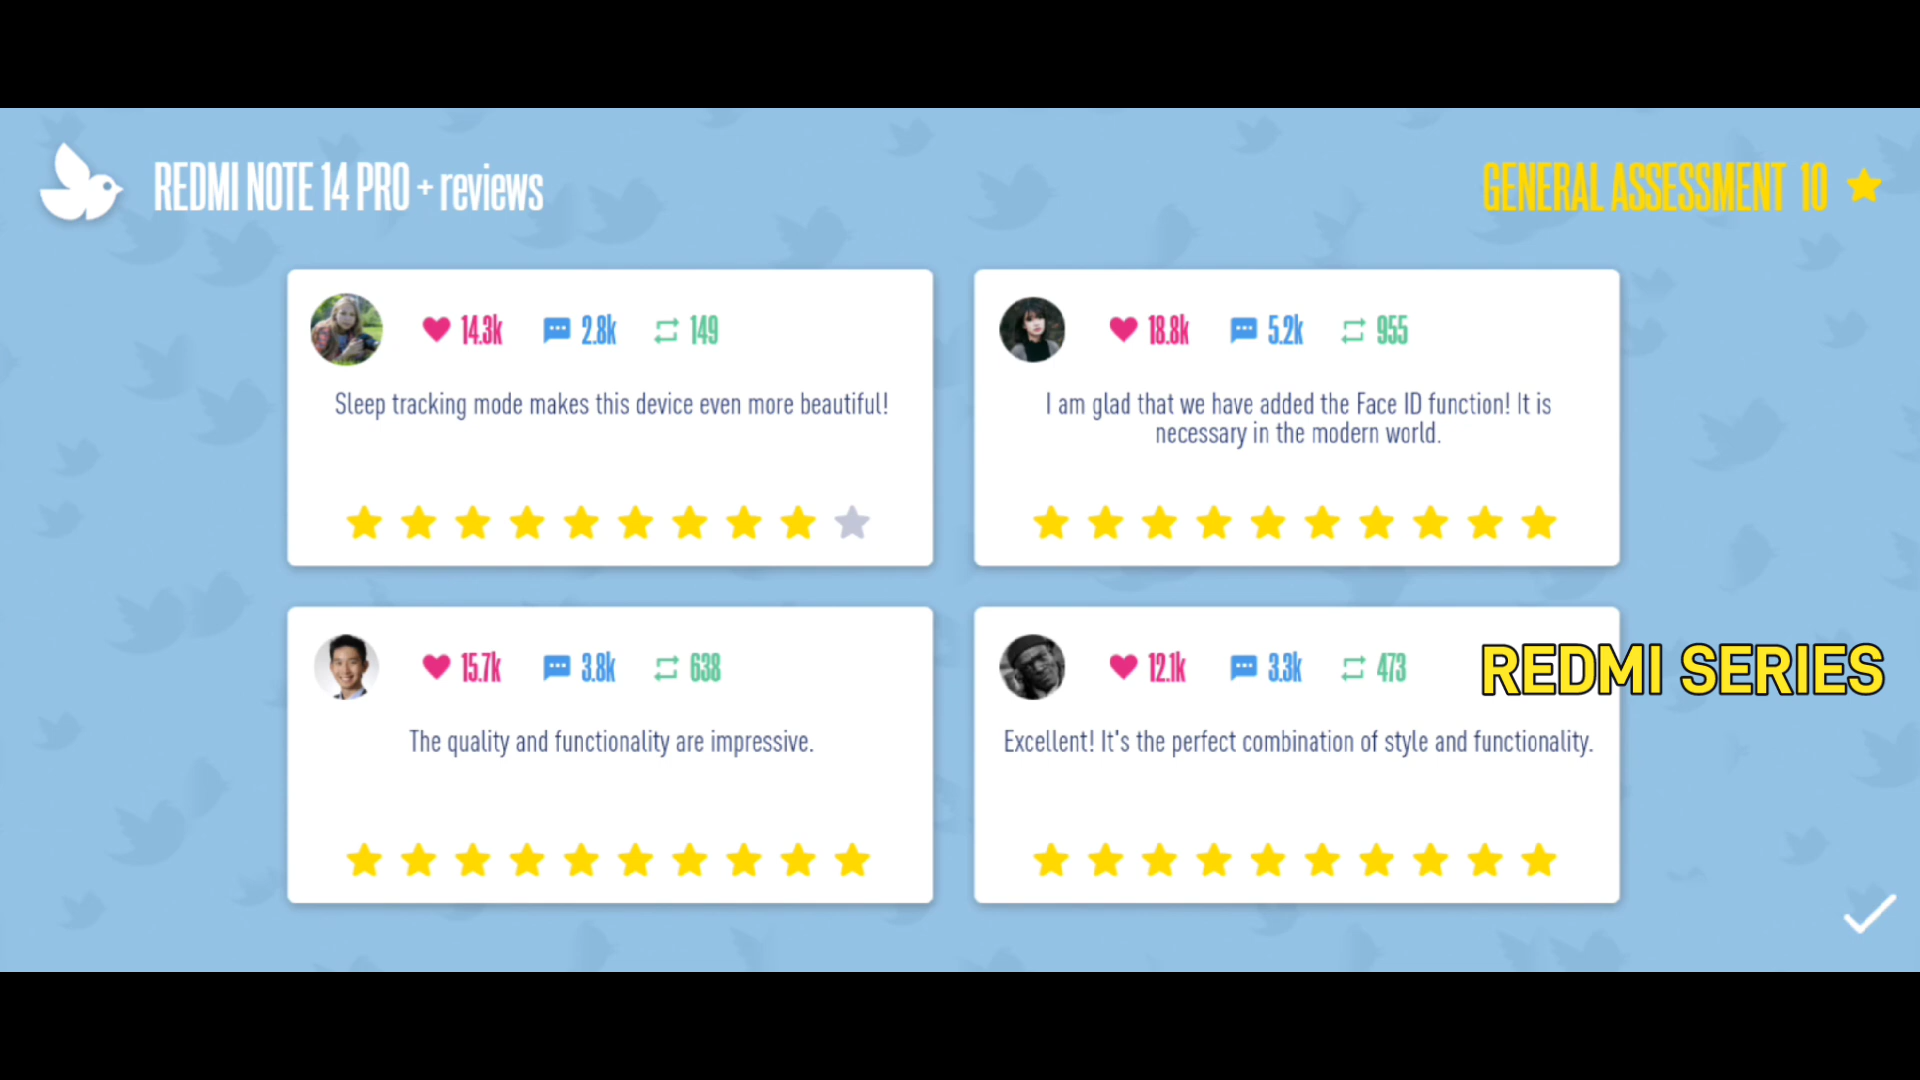 REDMI NOTE 14 PRO + reviews
GENERAL ASSESSMENT 10
14.3k 2.8k 149
Sleep tracking mode makes this device even more beautiful!
18.8k 5.2k 955
I am glad that we have added the Face ID function! It is
necessary in the modern world.
15.7k 3.8k 638
The quality and functionality are impressive.
12.1k 3.3k 473
REDMI SERIES
Excellent! It's the perfect combination of style and functionality.